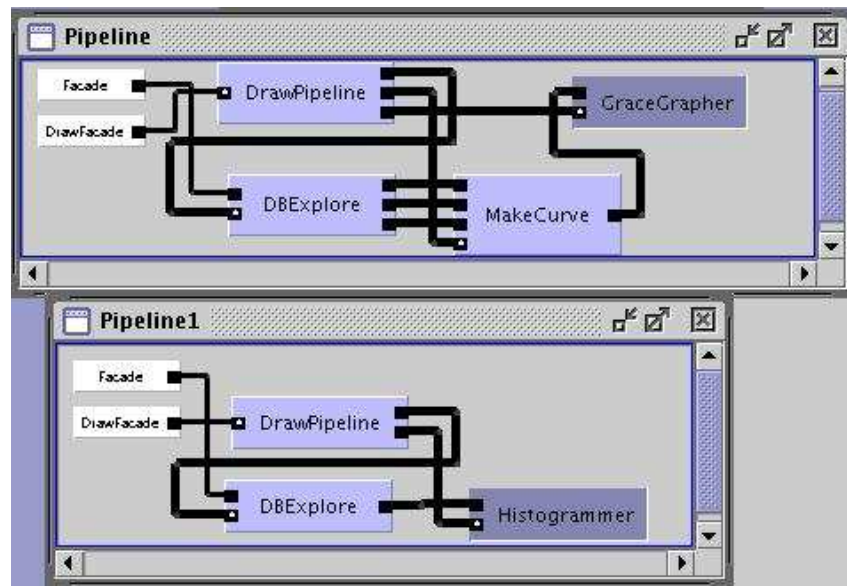 Pipeline
Facade
DrawFacade
DrawPipeline
GraceGrapher
DBExplore
MakeCurve
Pipeline1
Facade
DrawFacade
DrawPipeline
DBExplore
Histogrammer